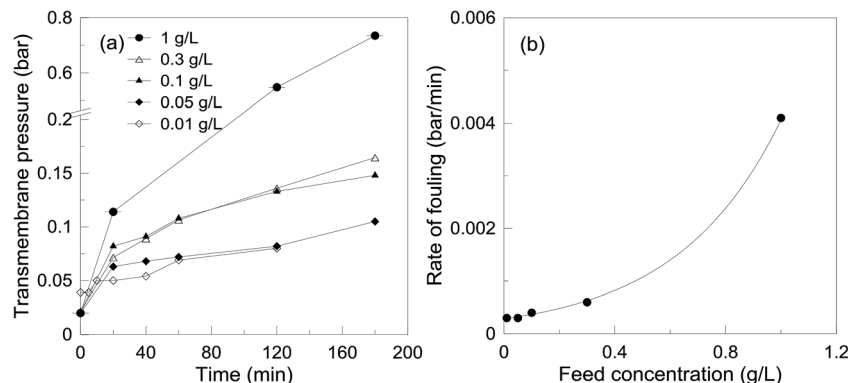 (a)
1 g/L
0.3 g/L
0.1 g/L
0.05 g/L
0.01 g/L
Transmembrane pressure (bar)
0.8
0.6
0.2
0.15
0.1
0.05
0
0 40 80 120 160 200
Time (min)
(b)
Rate of fouling (bar/min)
0.006
0.004
0.002
0.000
0 0.4 0.8 1.2
Feed concentration (g/L)